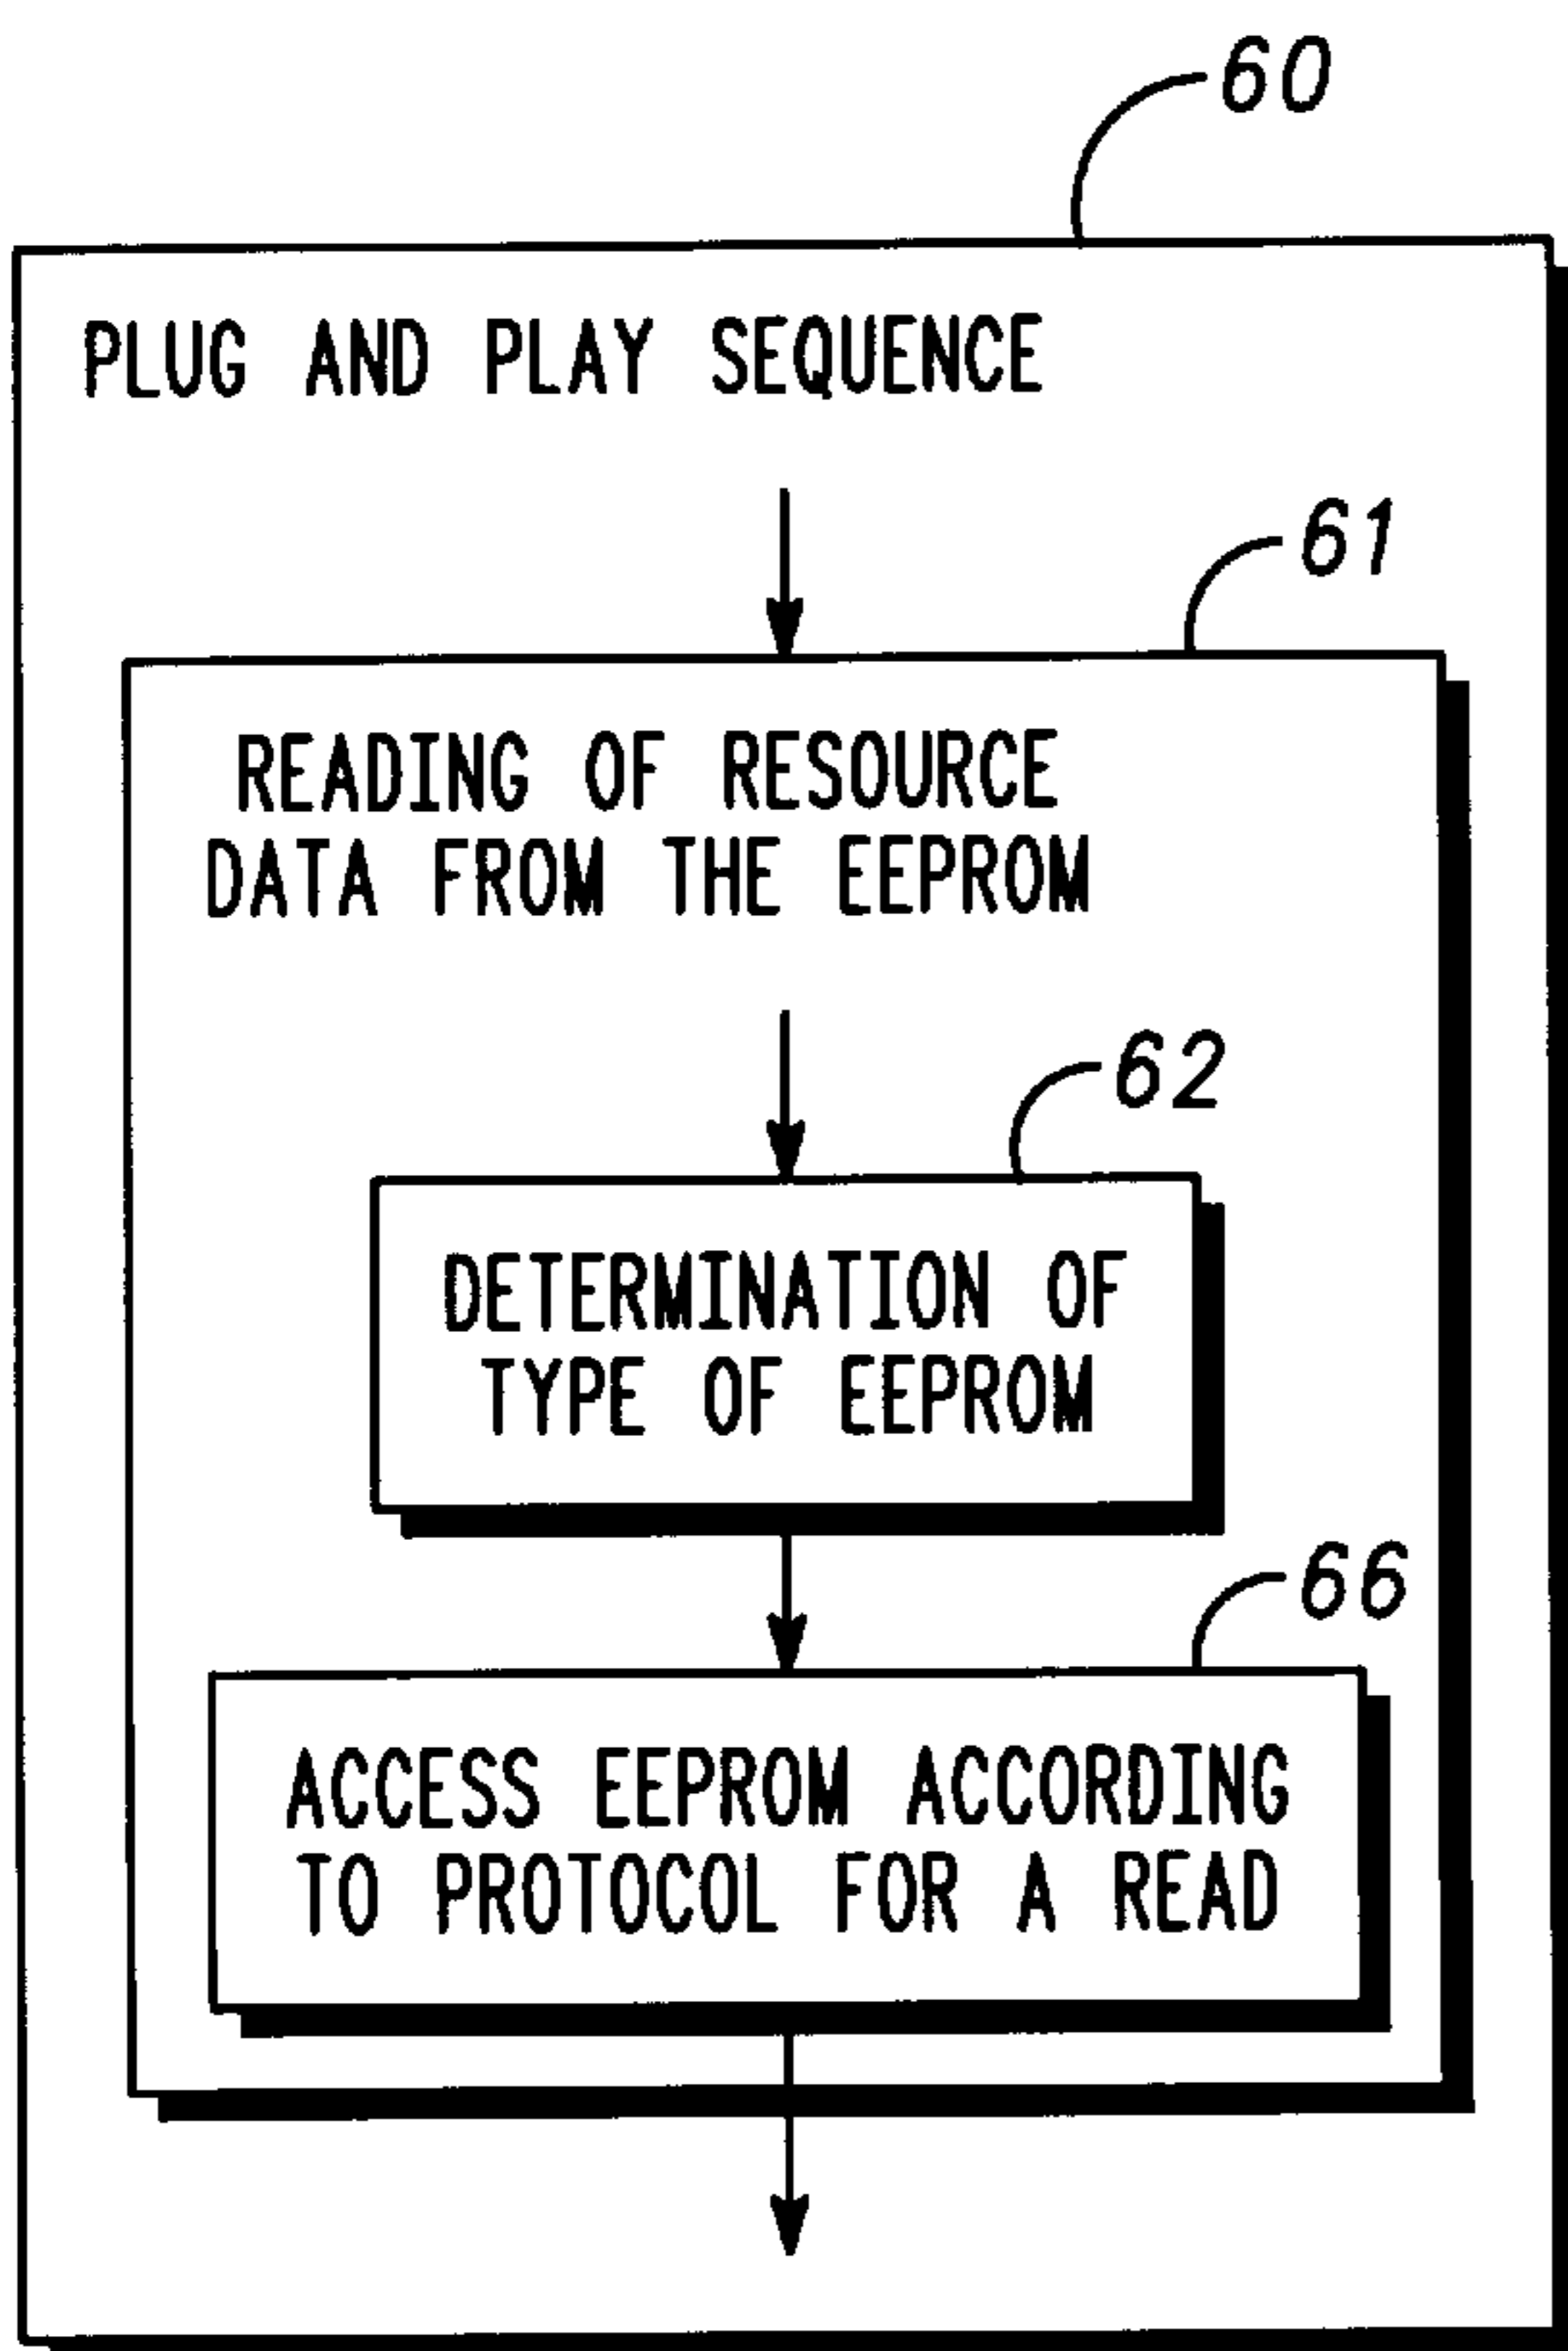 60
PLUG AND PLAY SEQUENCE
61
READING OF RESOURCE
DATA FROM THE EEPROM
62
DETERMINATION OF
TYPE OF EEPROM
66
ACCESS EEPROM ACCORDING
TO PROTOCOL FOR A READ